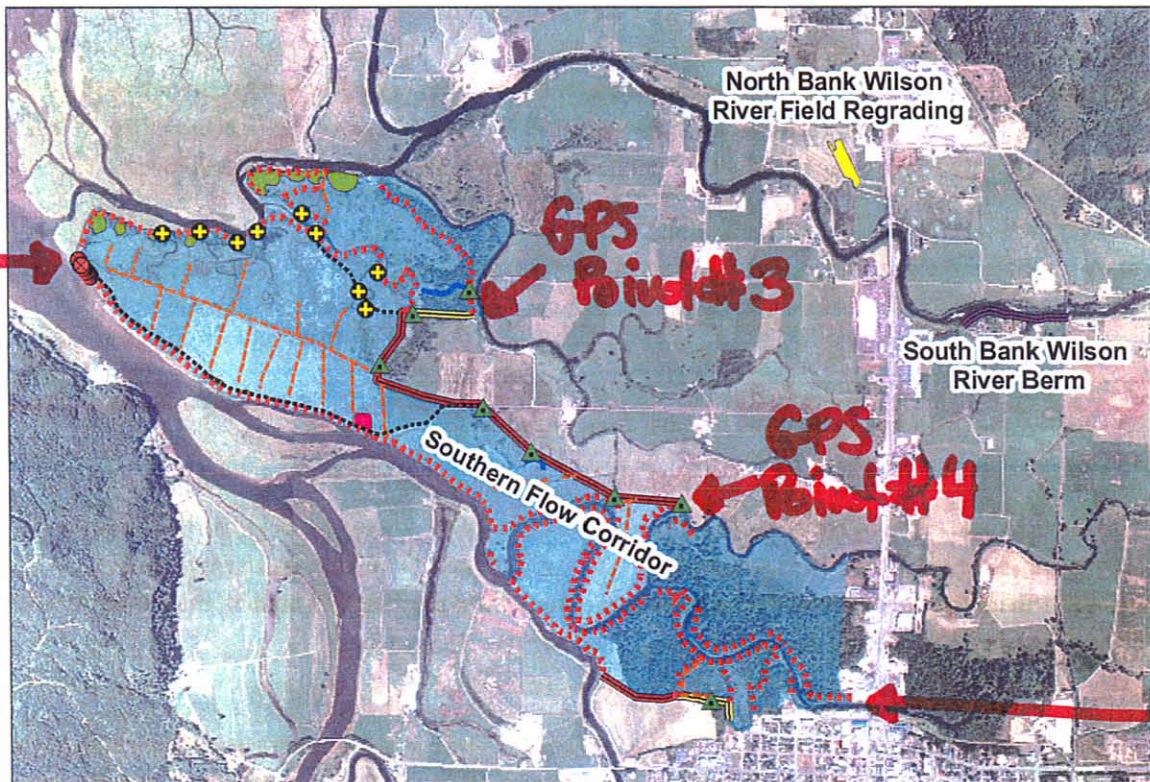 North Bank Wilson
River Field Regrading
GPS
Point #3
South Bank Wilson
River Berm
GPS
Point #4
Southern Flow Corridor